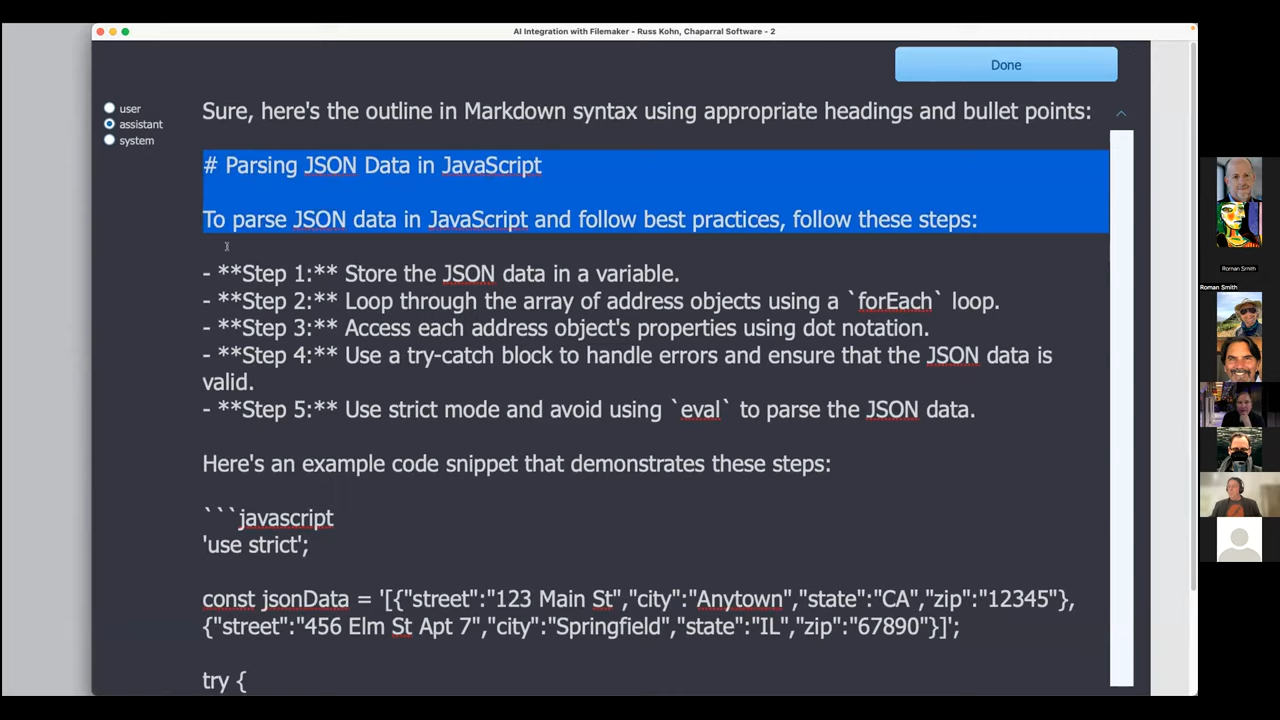 AI Integration with Filemaker - Russ Kohn, Chaparral Software - 2
Done
user
assistant
system
Sure, here's the outline in Markdown syntax using appropriate headings and bullet points:
# Parsing JSON Data in JavaScript
To parse JSON data in JavaScript and follow best practices, follow these steps:
- **Step 1:** Store the JSON data in a variable.
- **Step 2:** Loop through the array of address objects using a `forEach` loop.
- **Step 3:** Access each address object's properties using dot notation.
- **Step 4:** Use a try-catch block to handle errors and ensure that the JSON data is
valid.
- **Step 5:** Use strict mode and avoid using `eval` to parse the JSON data.
Here's an example code snippet that demonstrates these steps:
```javascript
'use strict';
const jsonData = '[{"street":"123 Main St","city":"Anytown","state":"CA","zip":"12345"},
{"street":"456 Elm St Apt 7","city":"Springfield","state":"IL","zip":"67890"}]';
try {
Roman Smith
Roman Smith